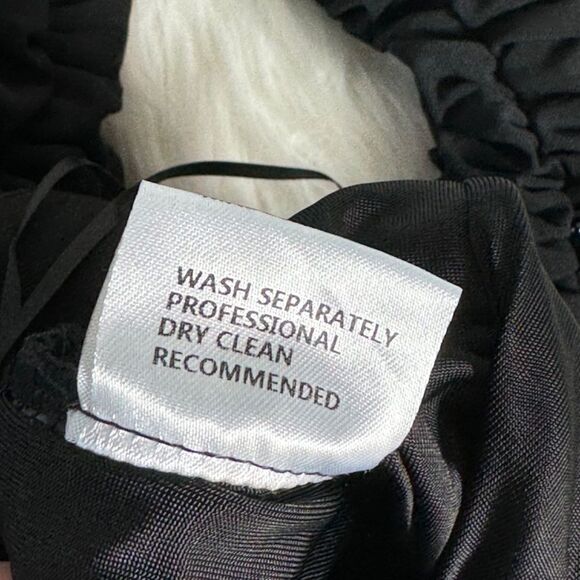 WASH SEPARATELY
PROFESSIONAL
DRY CLEAN
RECOMMENDED